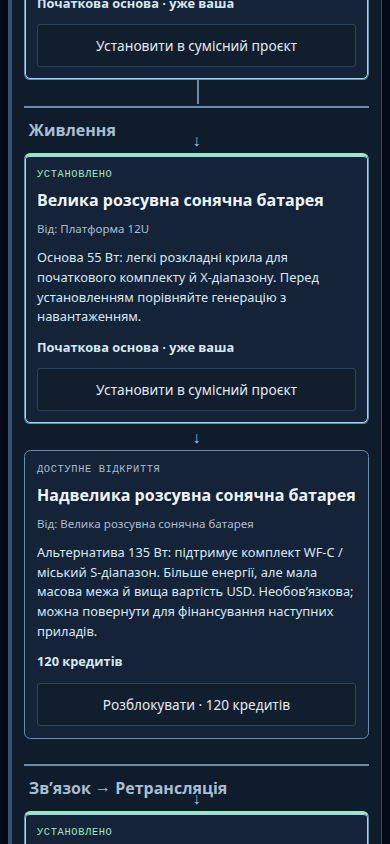 Початкова основа · уже ваша
Установити в сумісний проєкт
Живлення
↓
УСТАНОВЛЕНО
Велика розсувна сонячна батарея
Від: Платформа 12U
Основа 55 Вт: легкі розкладні крила для
початкового комплекту й X-діапазону. Перед
установленням порівняйте генерацію з
навантаженням.
Початкова основа · уже ваша
Установити в сумісний проєкт
↓
ДОСТУПНЕ ВІДКРИТТЯ
Надвелика розсувна сонячна батарея
Від: Велика розсувна сонячна батарея
Альтернатива 135 Вт: підтримує комплект WF-C /
міський S-діапазон. Більше енергії, але мала
масова межа й вища вартість USD. Необов’язкова;
можна повернути для фінансування наступних
приладів.
120 кредитів
Розблокувати · 120 кредитів
Зв’язок → Ретрансляція
↓
УСТАНОВЛЕНО